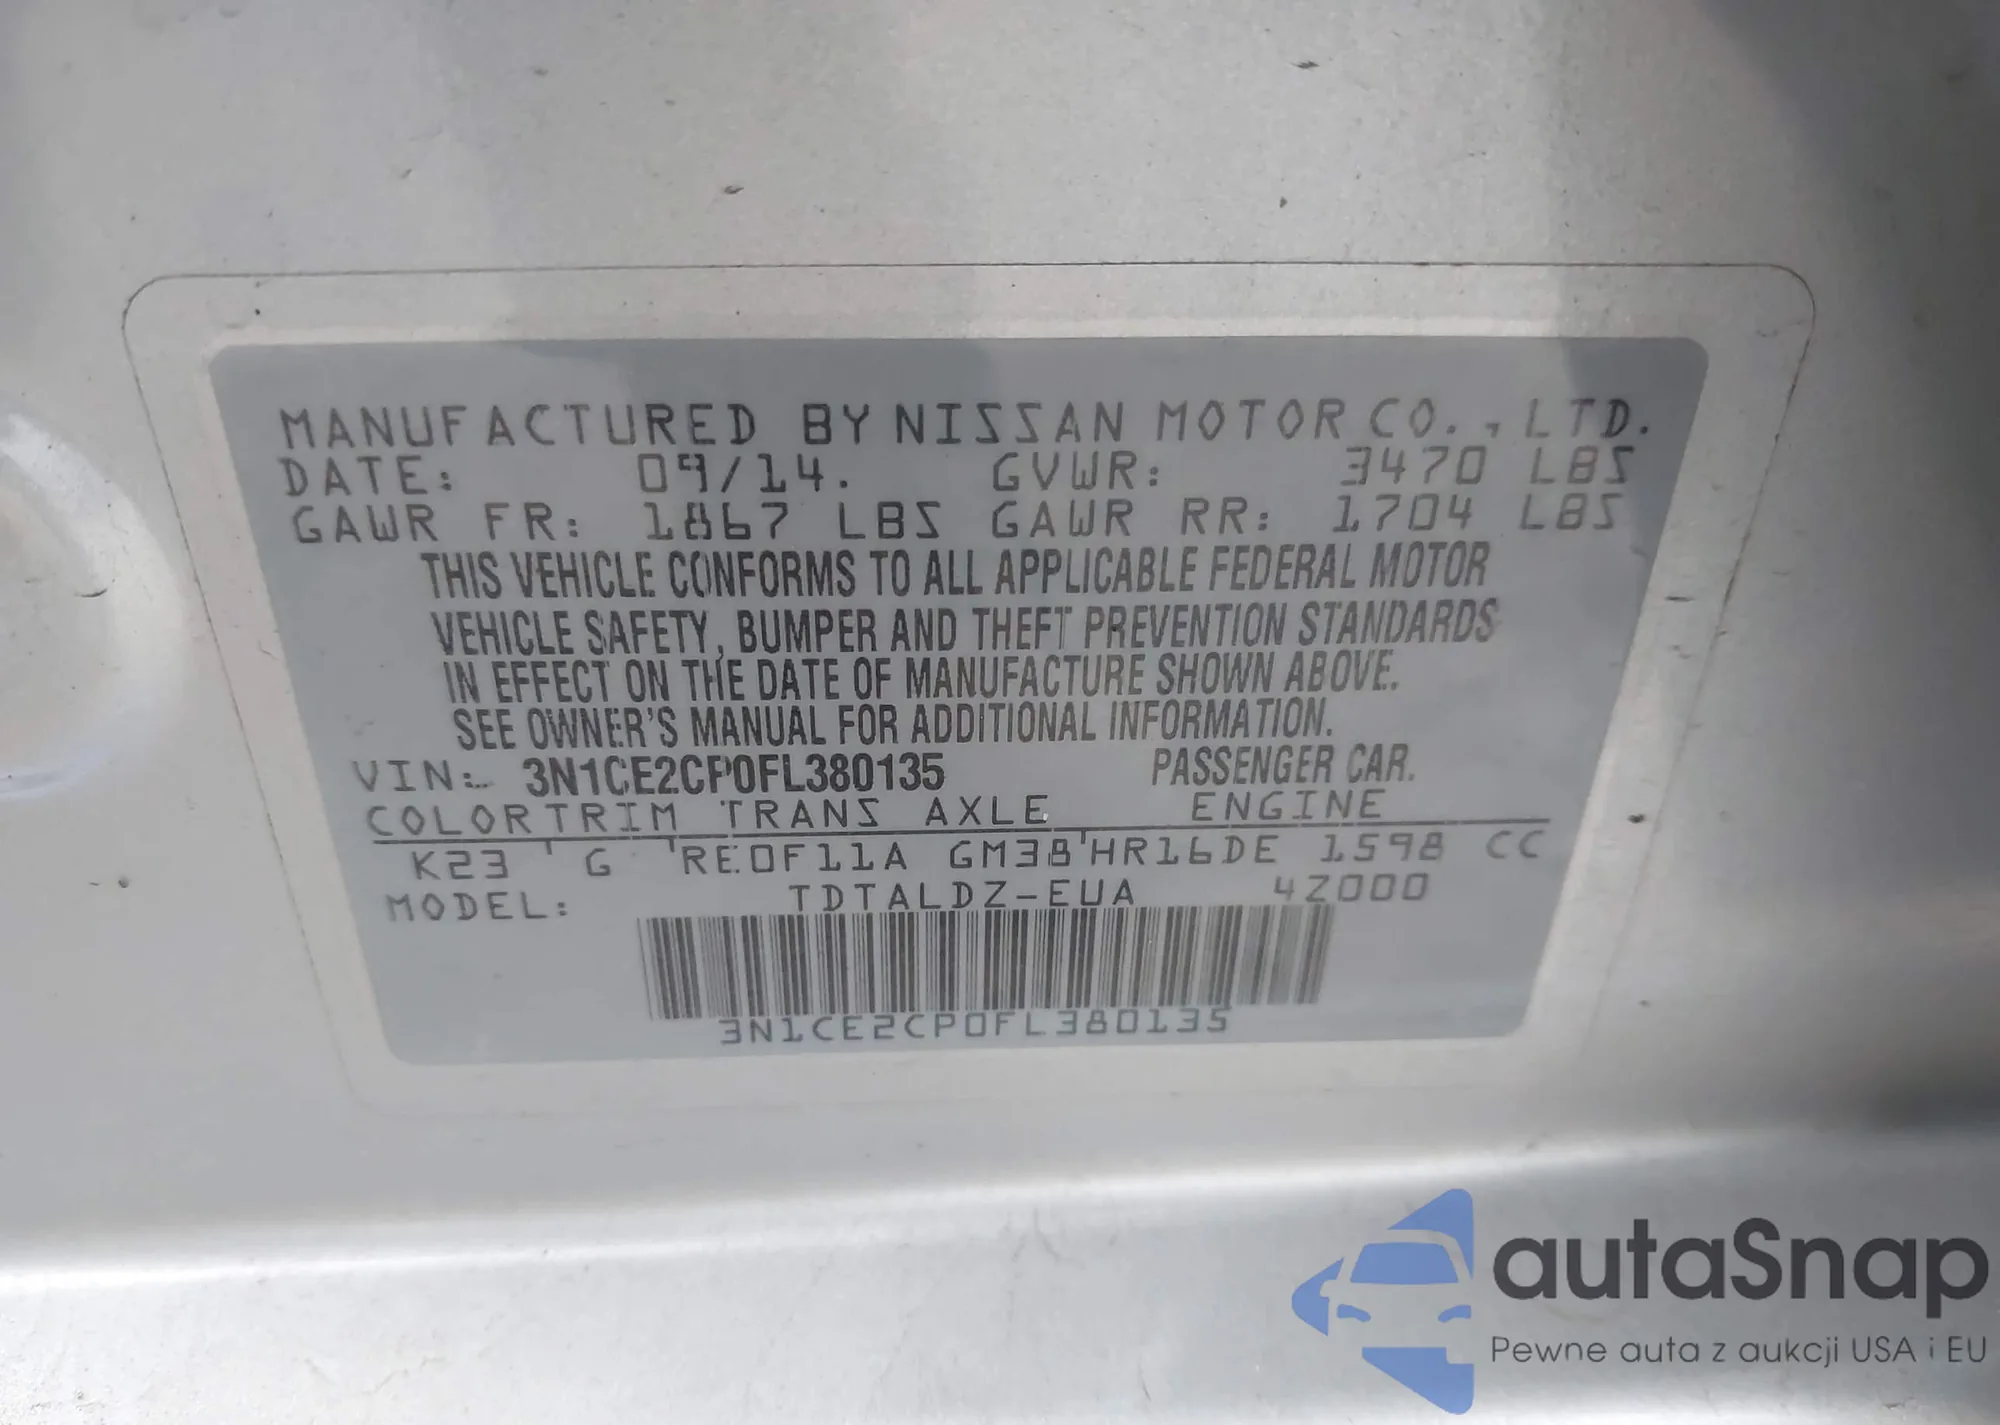 MANUFACTURED BY NISSAN MOTOR CO., LTD.
DATE: 09/14. GVWR: 3470 LBS
GAWR FR: 1867 LBS GAWR RR: 1704 LBS
THIS VEHICLE CONFORMS TO ALL APPLICABLE FEDERAL MOTOR
VEHICLE SAFETY, BUMPER AND THEFT PREVENTION STANDARDS
IN EFFECT ON THE DATE OF MANUFACTURE SHOWN ABOVE.
SEE OWNER'S MANUAL FOR ADDITIONAL INFORMATION.
VIN: 3N1CE2CP0FL380135 PASSENGER CAR.
COLOR TRIM TRANS AXLE ENGINE
K23 G RE0F11A GM38 HR16DE 1598 CC
MODEL: TDTALDZ-EUA 4Z000
3N1CE2CP0FL380135
autaSnap
Pewne auta z aukcji USA i EU